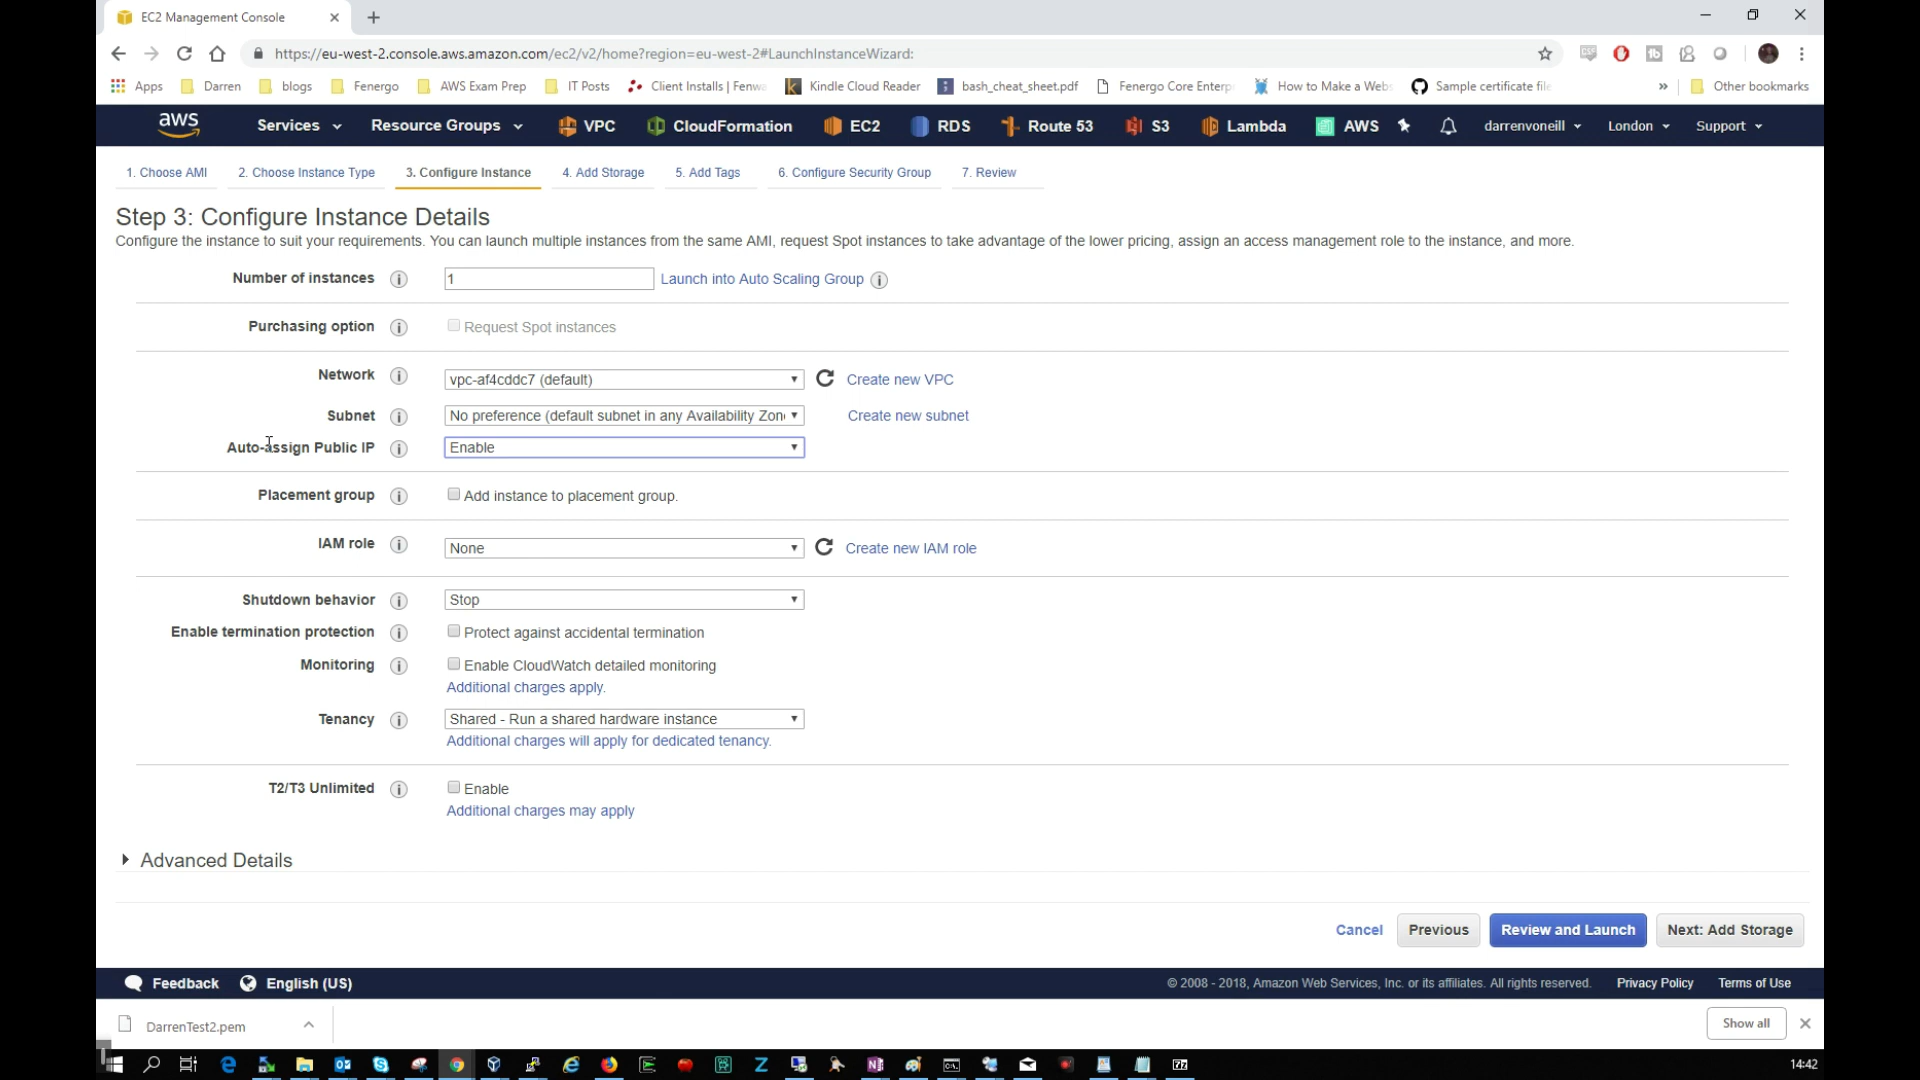 EC2 Management Console
https://eu-west-2.console.aws.amazon.com/ec2/v2/home?region=eu-west-2#LaunchInstanceWizard:
Apps Darren blogs Fenergo AWS Exam Prep IT Posts Client Installs | Fenw Kindle Cloud Reader bash_cheat_sheet.pdf Fenergo Core Enterp How to Make a Web Sample certificate file » Other bookmarks
aws Services Resource Groups VPC CloudFormation EC2 RDS Route 53 S3 Lambda AWS darrenvoneill London Support
1. Choose AMI 2. Choose Instance Type 3. Configure Instance 4. Add Storage 5. Add Tags 6. Configure Security Group 7. Review
Step 3: Configure Instance Details
Configure the instance to suit your requirements. You can launch multiple instances from the same AMI, request Spot instances to take advantage of the lower pricing, assign an access management role to the instance, and more.
Number of instances i 1 Launch into Auto Scaling Group i
Purchasing option i Request Spot instances
Network i vpc-af4cddc7 (default) Create new VPC
Subnet i No preference (default subnet in any Availability Zon Create new subnet
Auto-assign Public IP i Enable
Placement group i Add instance to placement group.
IAM role i None Create new IAM role
Shutdown behavior i Stop
Enable termination protection i Protect against accidental termination
Monitoring i Enable CloudWatch detailed monitoring
Additional charges apply.
Tenancy i Shared - Run a shared hardware instance
Additional charges will apply for dedicated tenancy.
T2/T3 Unlimited i Enable
Additional charges may apply
Advanced Details
Cancel Previous Review and Launch Next: Add Storage
Feedback English (US) © 2008 - 2018, Amazon Web Services, Inc. or its affiliates. All rights reserved. Privacy Policy Terms of Use
DarrenTest2.pem Show all
14:42